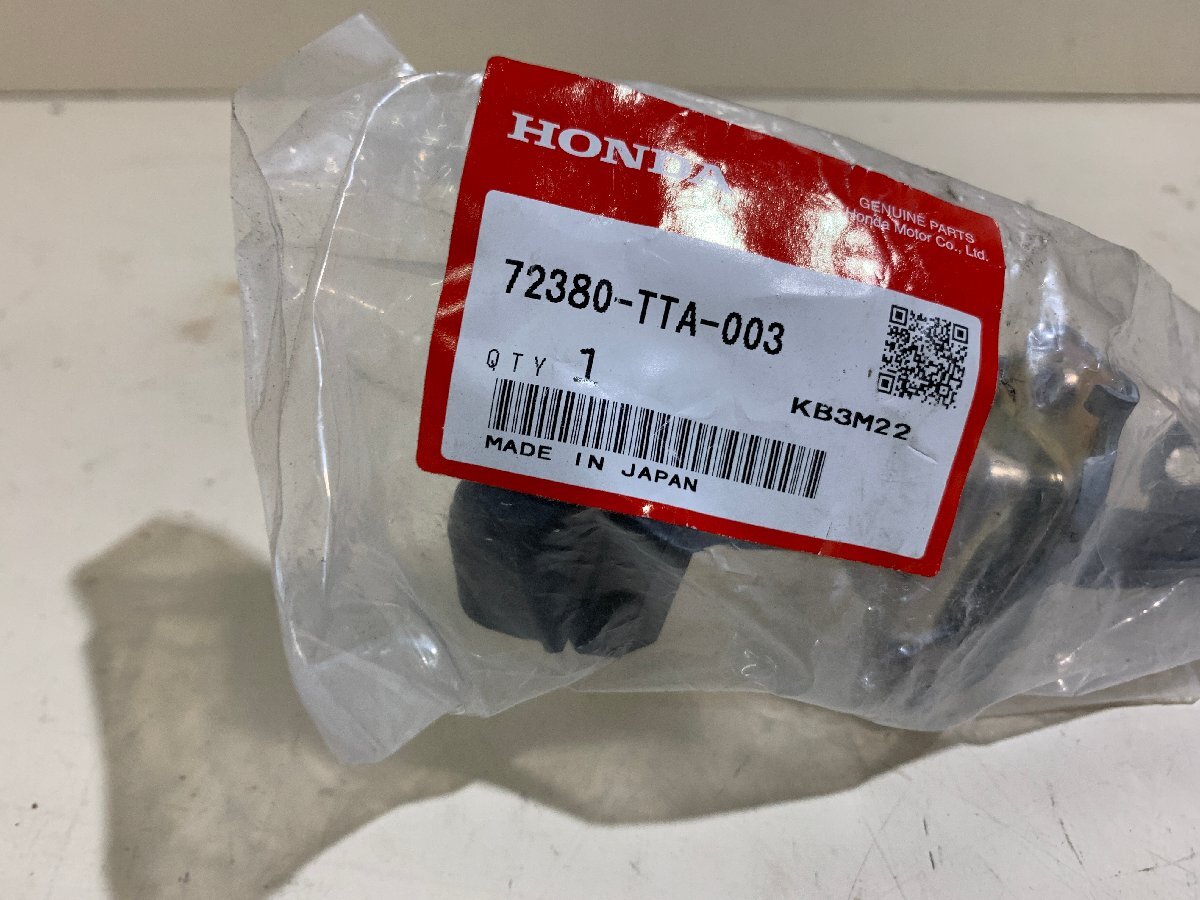 HONDA
GENUINE PARTS
Honda Motor Co., Ltd.
72380-TTA-003
QTY 1
KB3M22
MADE IN JAPAN